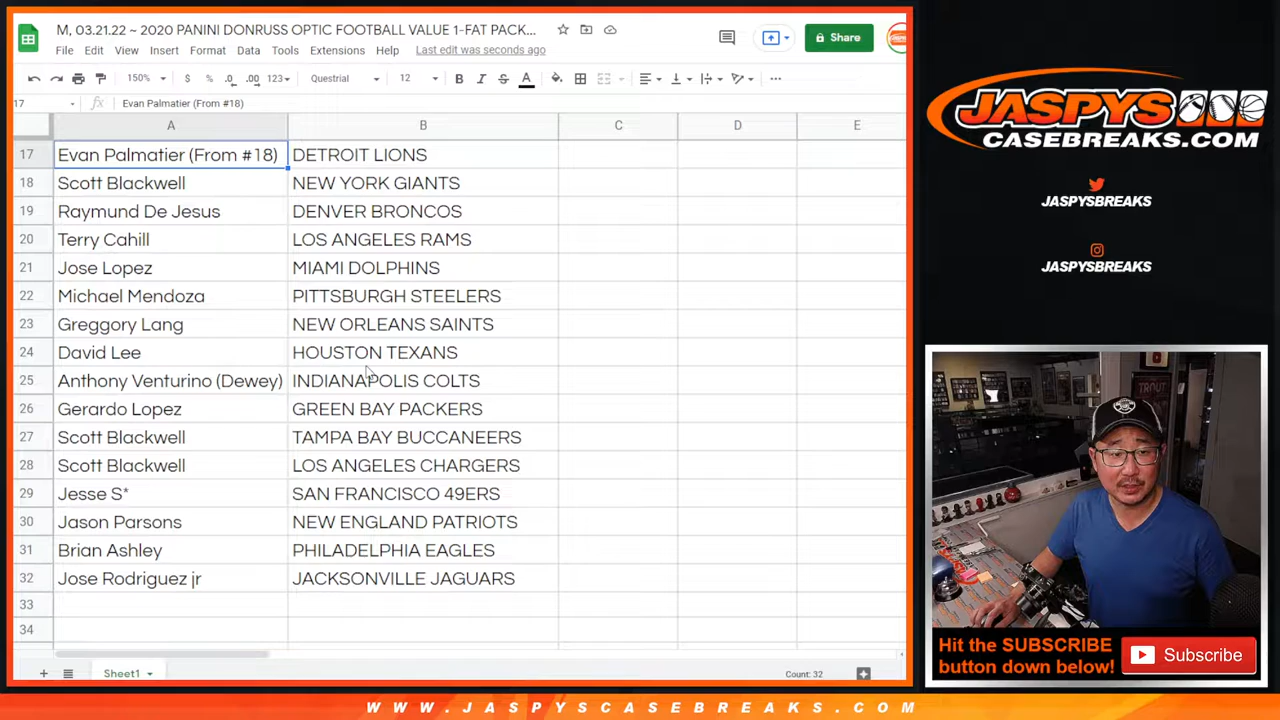 M, 03.21.22 ~ 2020 PANINI DONRUSS OPTIC FOOTBALL VALUE 1-FAT PACK...
File Edit View Insert Format Data Tools Extensions Help Last edit was seconds ago
Share
150% $ % .0 .00 123 Questrial 12 B I S A
17 fx Evan Palmatier (From #18)
A B C D E
17 Evan Palmatier (From #18) DETROIT LIONS
18 Scott Blackwell NEW YORK GIANTS
19 Raymund De Jesus DENVER BRONCOS
20 Terry Cahill LOS ANGELES RAMS
21 Jose Lopez MIAMI DOLPHINS
22 Michael Mendoza PITTSBURGH STEELERS
23 Greggory Lang NEW ORLEANS SAINTS
24 David Lee HOUSTON TEXANS
25 Anthony Venturino (Dewey) INDIANAPOLIS COLTS
26 Gerardo Lopez GREEN BAY PACKERS
27 Scott Blackwell TAMPA BAY BUCCANEERS
28 Scott Blackwell LOS ANGELES CHARGERS
29 Jesse S* SAN FRANCISCO 49ERS
30 Jason Parsons NEW ENGLAND PATRIOTS
31 Brian Ashley PHILADELPHIA EAGLES
32 Jose Rodriguez jr JACKSONVILLE JAGUARS
33
34
Sheet1
Count: 32
JASPYS
CASEBREAKS.COM
JASPYSBREAKS
JASPYSBREAKS
TROUT
Hit the SUBSCRIBE
button down below!
Subscribe
WWW.JASPYSCASEBREAKS.COM